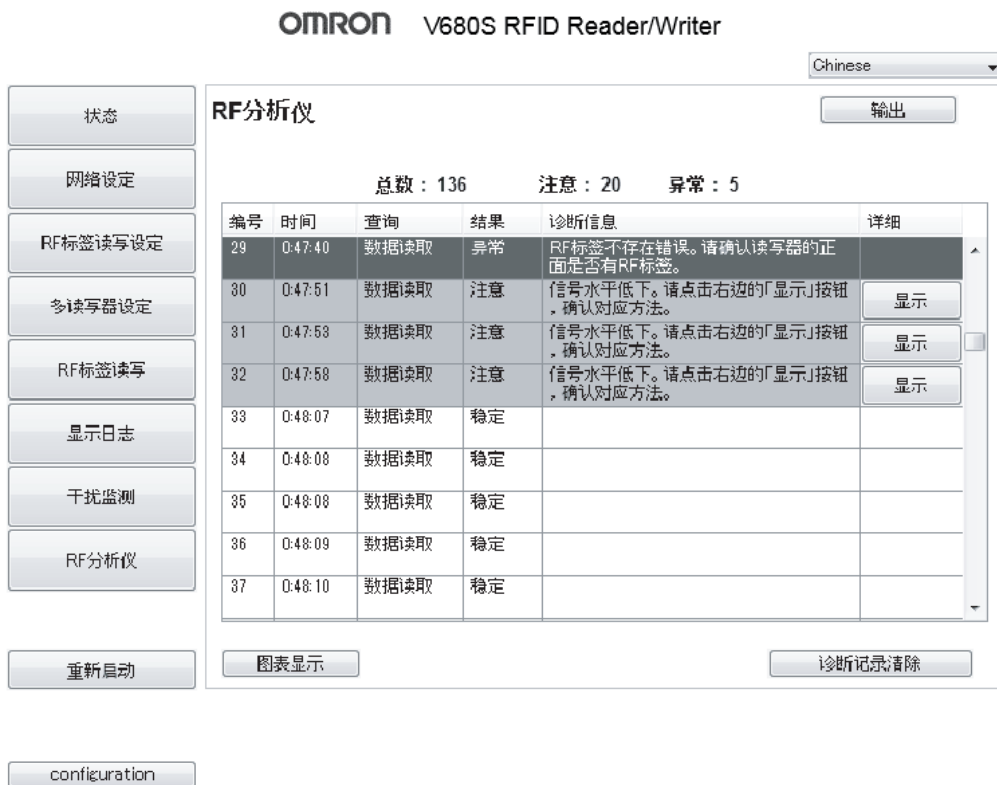 OMRON V680S RFID Reader/Writer
Chinese
状态
网络设定
RF标签读写设定
多读写器设定
RF标签读写
显示日志
干扰监测
RF分析仪
重新启动
configuration
RF分析仪
输出
总数：136 注意：20 异常：5
编号 时间 查询 结果 诊断信息 详细
29 0:47:40 数据读取 异常 RF标签不存在错误。请确认读写器的正
面是否有RF标签。
30 0:47:51 数据读取 注意 信号水平低下。请点击右边的「显示」按钮
，确认对应方法。 显示
31 0:47:53 数据读取 注意 信号水平低下。请点击右边的「显示」按钮
，确认对应方法。 显示
32 0:47:58 数据读取 注意 信号水平低下。请点击右边的「显示」按钮
，确认对应方法。 显示
33 0:48:07 数据读取 稳定
34 0:48:08 数据读取 稳定
35 0:48:08 数据读取 稳定
36 0:48:09 数据读取 稳定
37 0:48:10 数据读取 稳定
图表显示 诊断记录清除